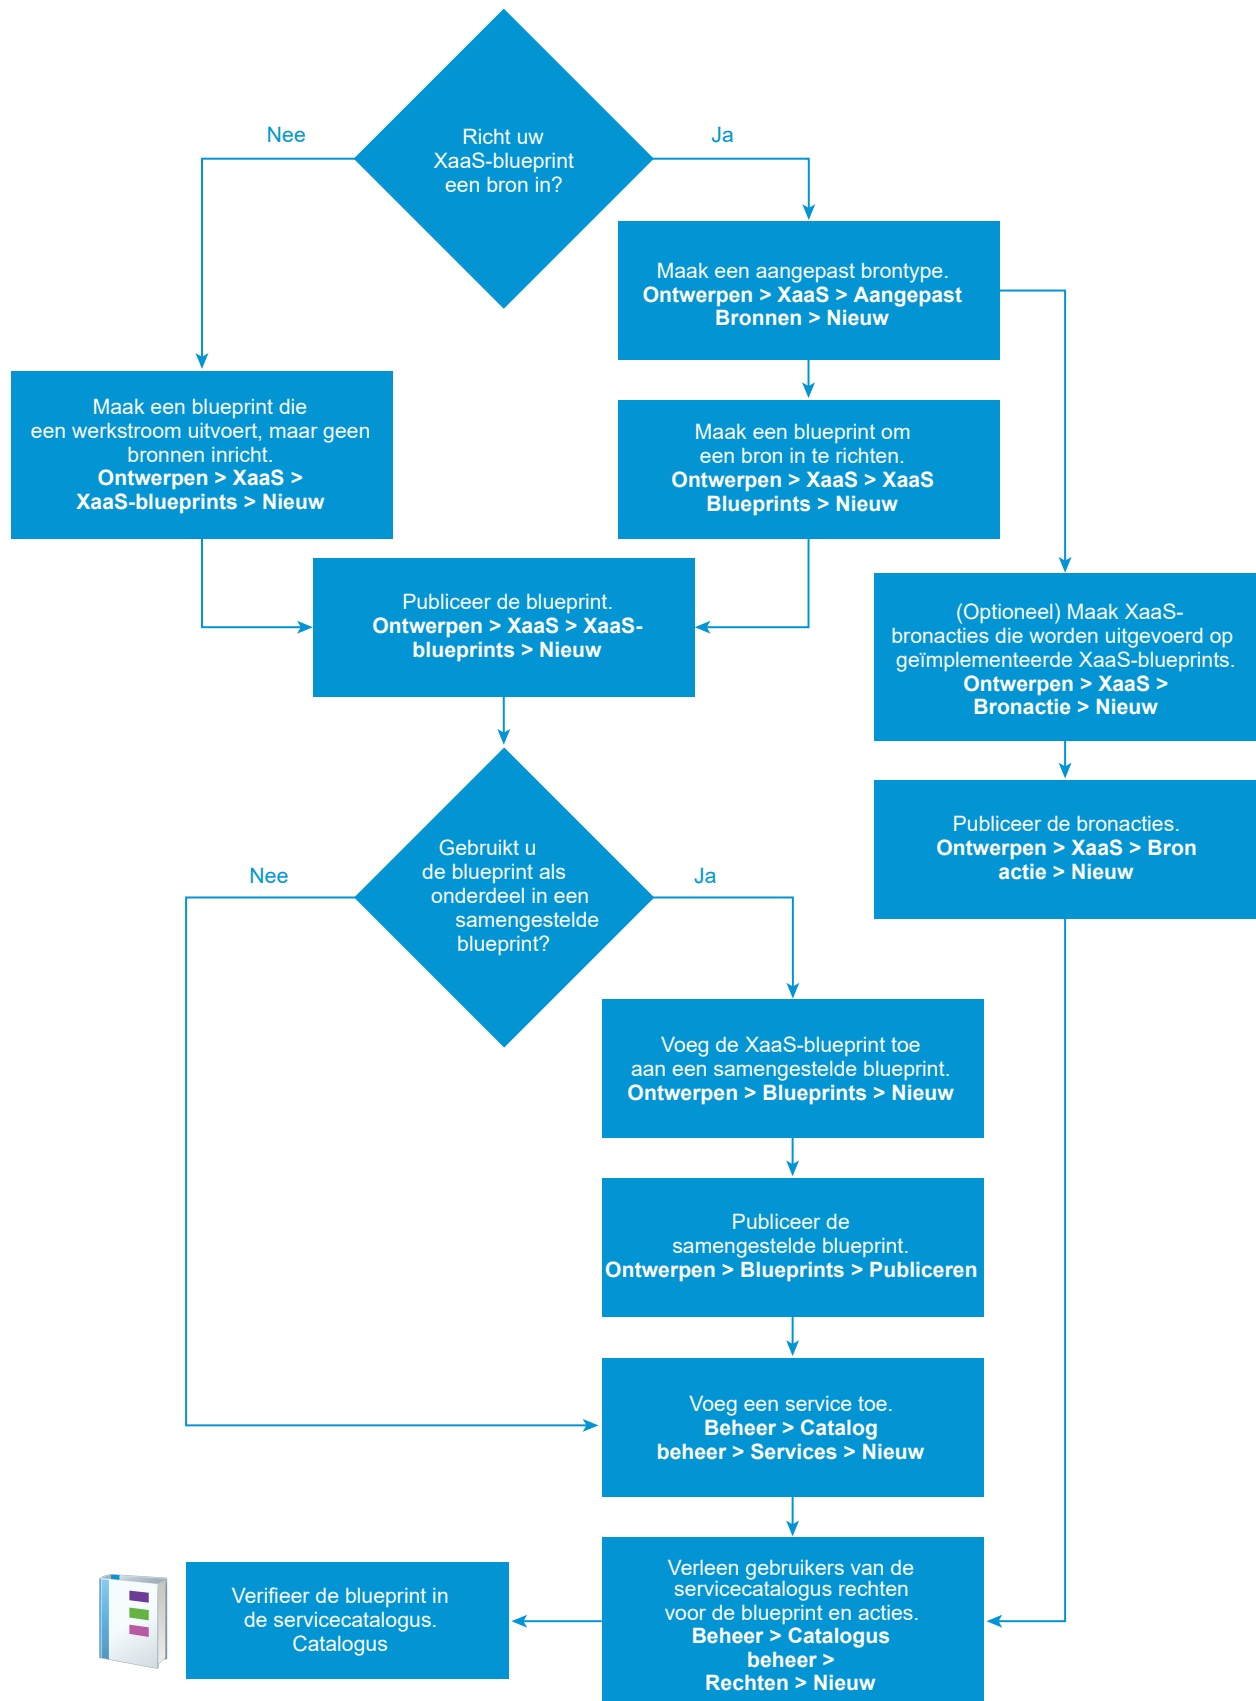 Nee
Ja
Richt uw
XaaS-blueprint
een bron in?
Maak een aangepast brontype.
Ontwerpen > XaaS > Aangepast
Bronnen > Nieuw
Maak een blueprint die
een werkstroom uitvoert, maar geen
bronnen inricht.
Ontwerpen > XaaS >
XaaS-blueprints > Nieuw
Maak een blueprint om
een bron in te richten.
Ontwerpen > XaaS > XaaS
Blueprints > Nieuw
Publiceer de blueprint.
Ontwerpen > XaaS > XaaS-
blueprints > Nieuw
(Optioneel) Maak XaaS-
bronacties die worden uitgevoerd op
geïmplementeerde XaaS-blueprints.
Ontwerpen > XaaS >
Bronactie > Nieuw
Publiceer de bronacties.
Ontwerpen > XaaS > Bron
actie > Nieuw
Nee
Ja
Gebruikt u
de blueprint als
onderdeel in een
samengestelde
blueprint?
Voeg de XaaS-blueprint toe
aan een samengestelde blueprint.
Ontwerpen > Blueprints > Nieuw
Publiceer de
samengestelde blueprint.
Ontwerpen > Blueprints > Publiceren
Voeg een service toe.
Beheer > Catalog
beheer > Services > Nieuw
Verleen gebruikers van de
servicecatalogus rechten
voor de blueprint en acties.
Beheer > Catalogus
beheer >
Rechten > Nieuw
Verifieer de blueprint in
de servicecatalogus.
Catalogus